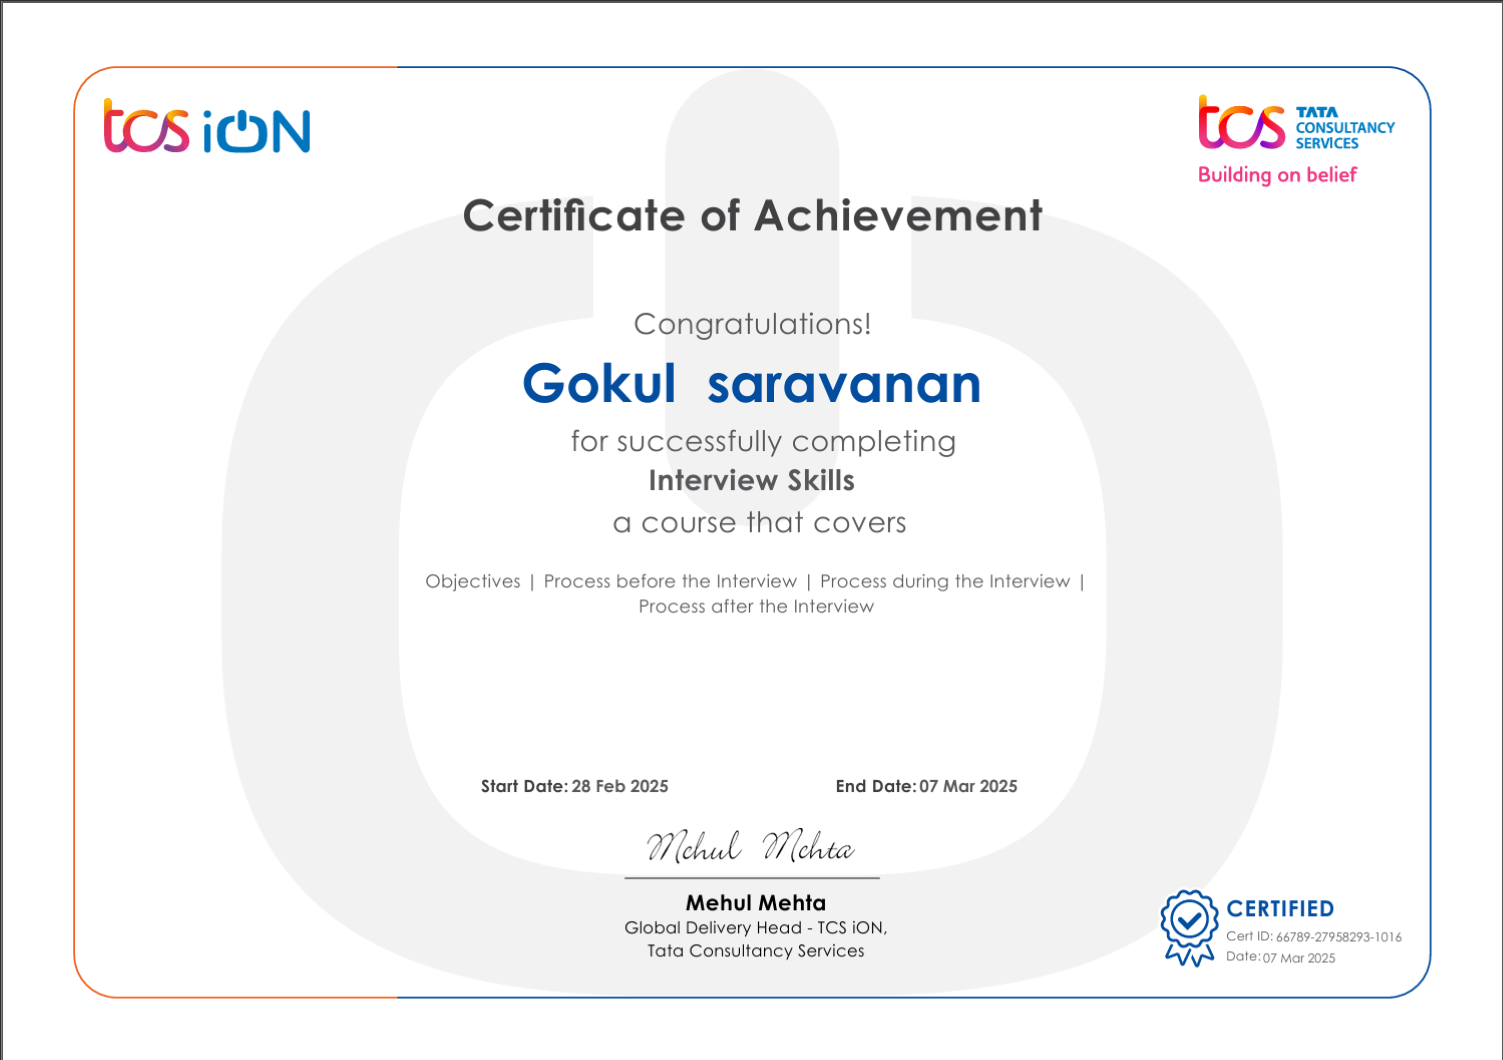 tcs iON
tcs TATA
CONSULTANCY
SERVICES
Building on belief
Certificate of Achievement
Congratulations!
Gokul saravanan
for successfully completing
Interview Skills
a course that covers
Objectives | Process before the Interview | Process during the Interview |
Process after the Interview
Start Date: 28 Feb 2025 End Date: 07 Mar 2025
Mehul Mehta
Mehul Mehta
Global Delivery Head - TCS iON,
Tata Consultancy Services
CERTIFIED
Cert ID: 66789-27958293-1016
Date: 07 Mar 2025